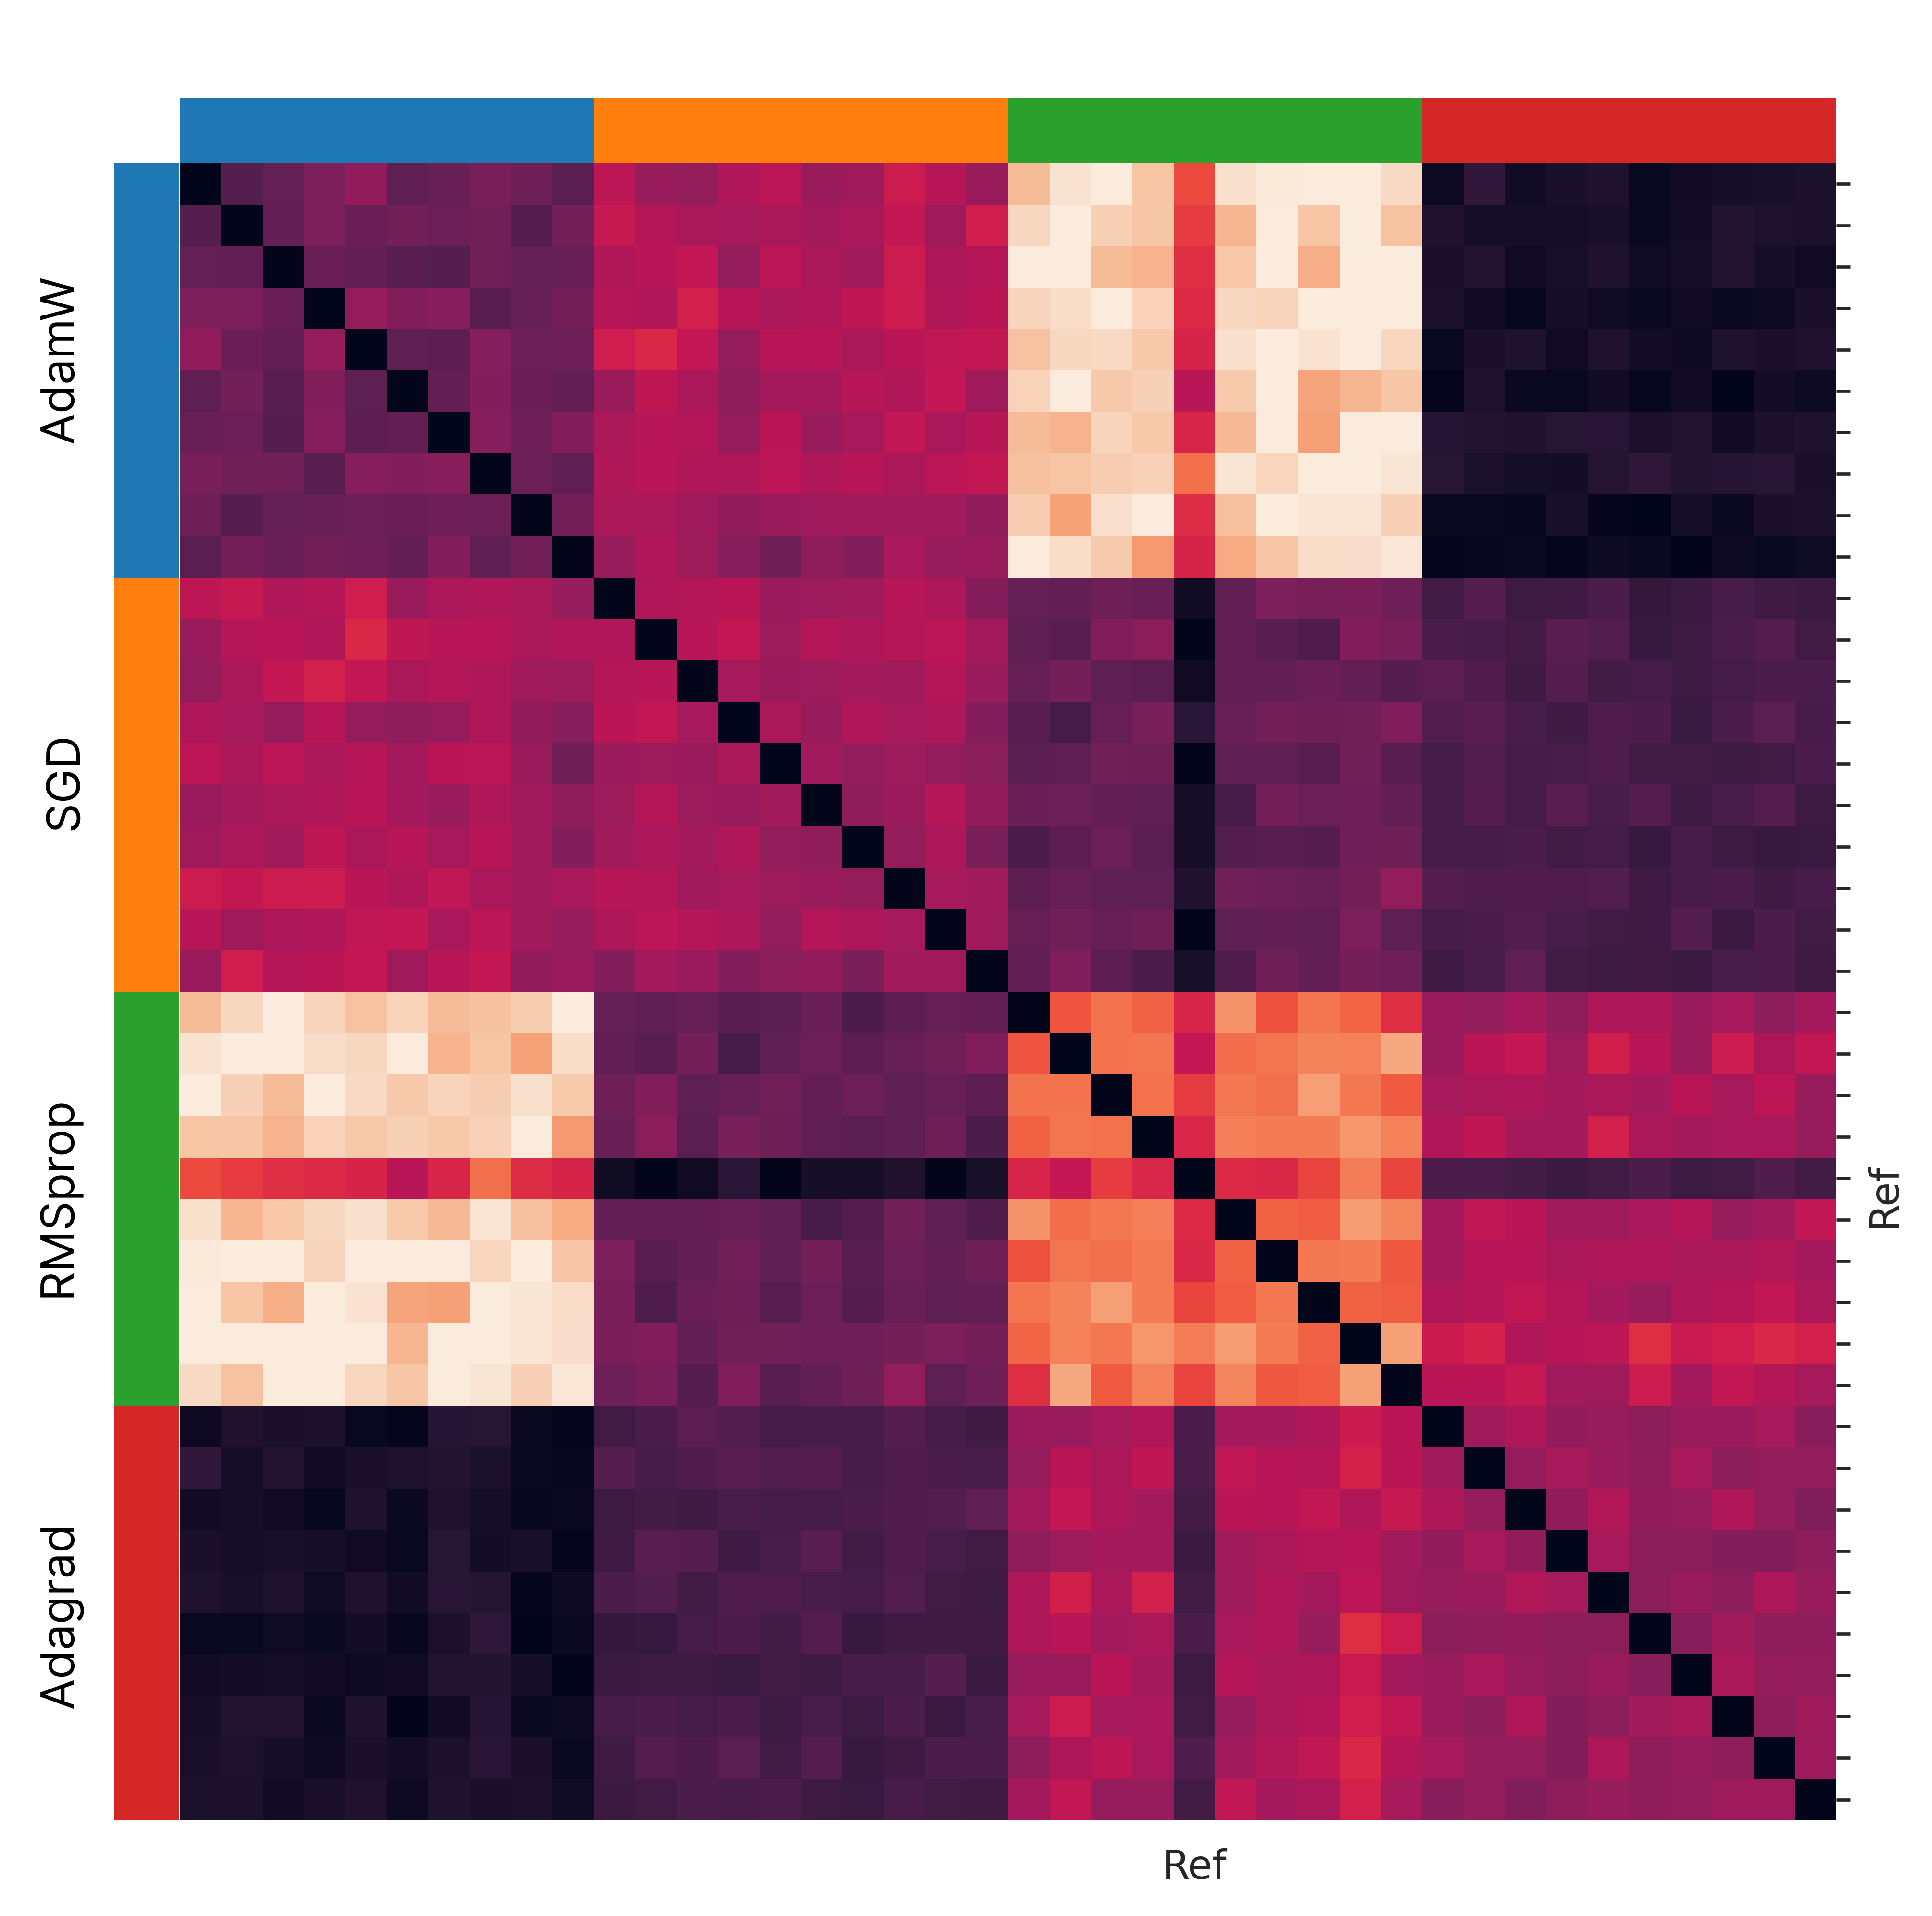 AdamW
SGD
RMSprop
Adagrad
Ref
Ref